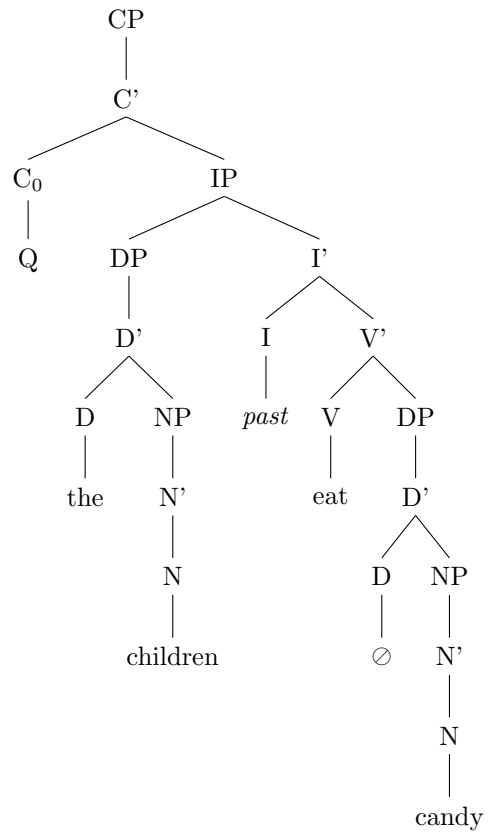 CP
C'
C₀ IP
Q DP I'
D' I V'
D NP past V DP
the N' eat D'
N D NP
children ∅ N'
N
candy